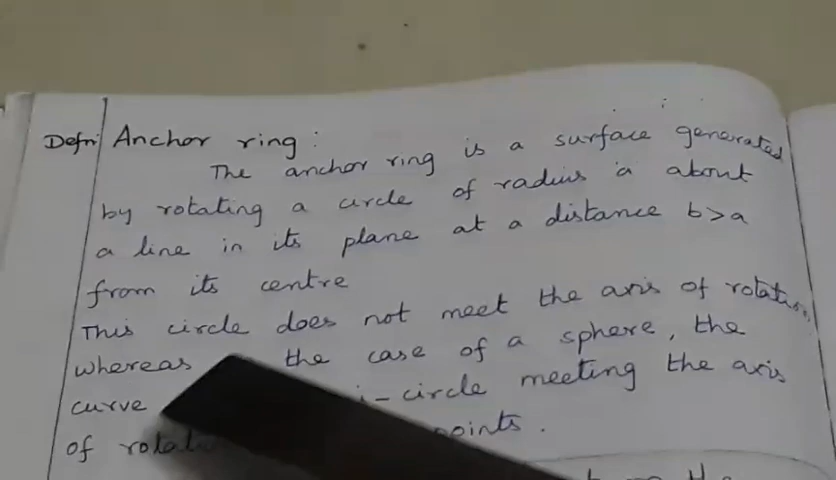 Defn: Anchor ring :
The anchor ring is a surface generated
by rotating a circle of radius 'a' about
a line in its plane at a distance b>a
from its centre
This circle does not meet the axis of rotation.
whereas the case of a sphere, the
curve i-circle meeting the axis
of points.